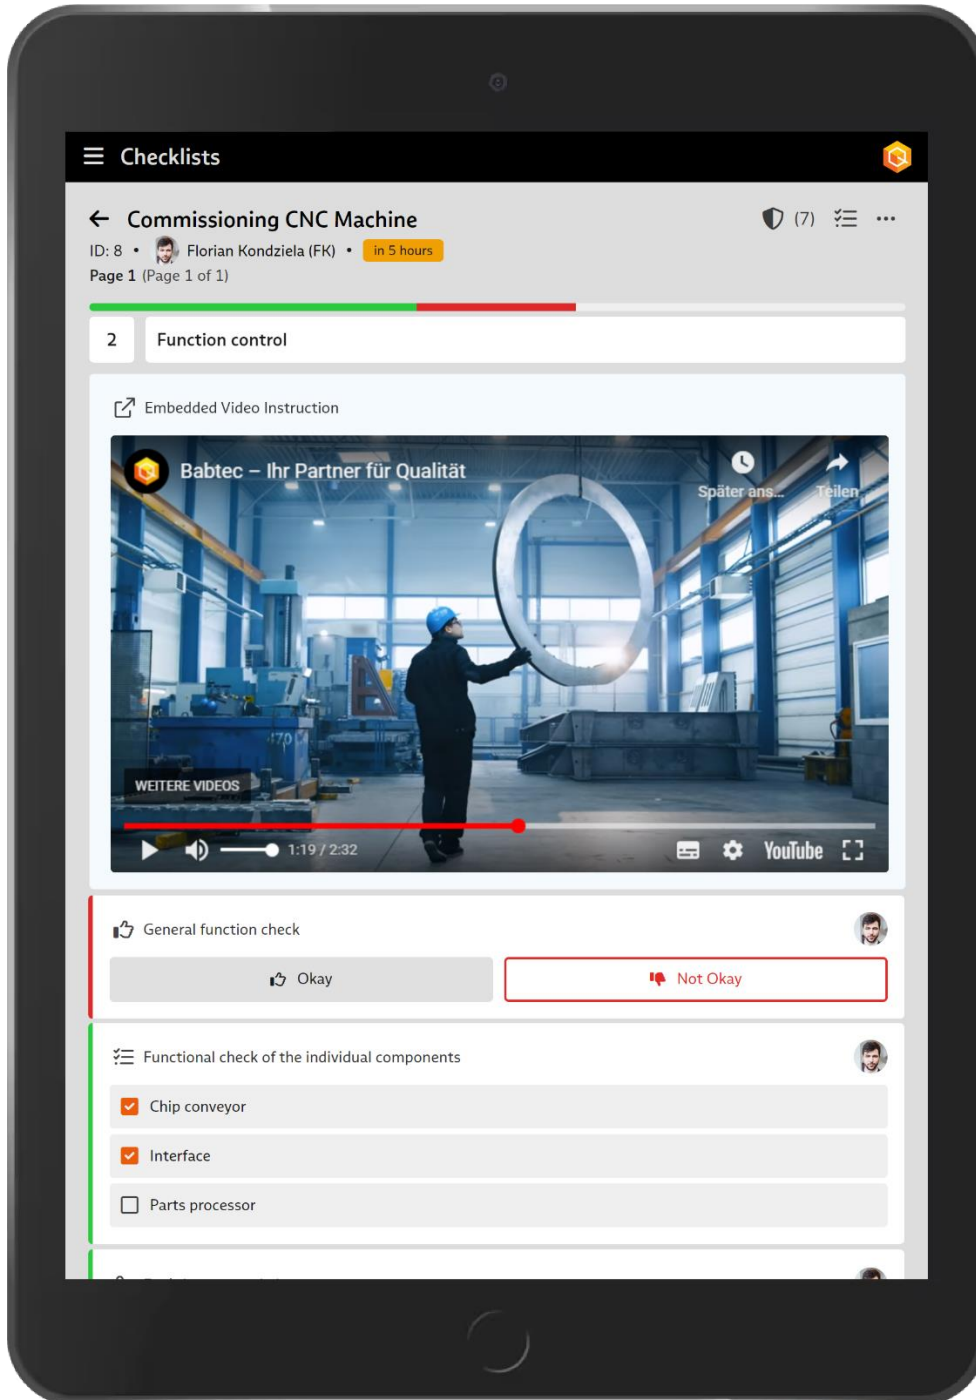 Checklists
Commissioning CNC Machine
(7)
ID: 8 • Florian Kondziela (FK) • in 5 hours
Page 1 (Page 1 of 1)
2 Function control
Embedded Video Instruction
Babtec – Ihr Partner für Qualität
Später ans... Teilen
470
WEITERE VIDEOS
1:19 / 2:32
YouTube
General function check
Okay
Not Okay
Functional check of the individual components
Chip conveyor
Interface
Parts processor